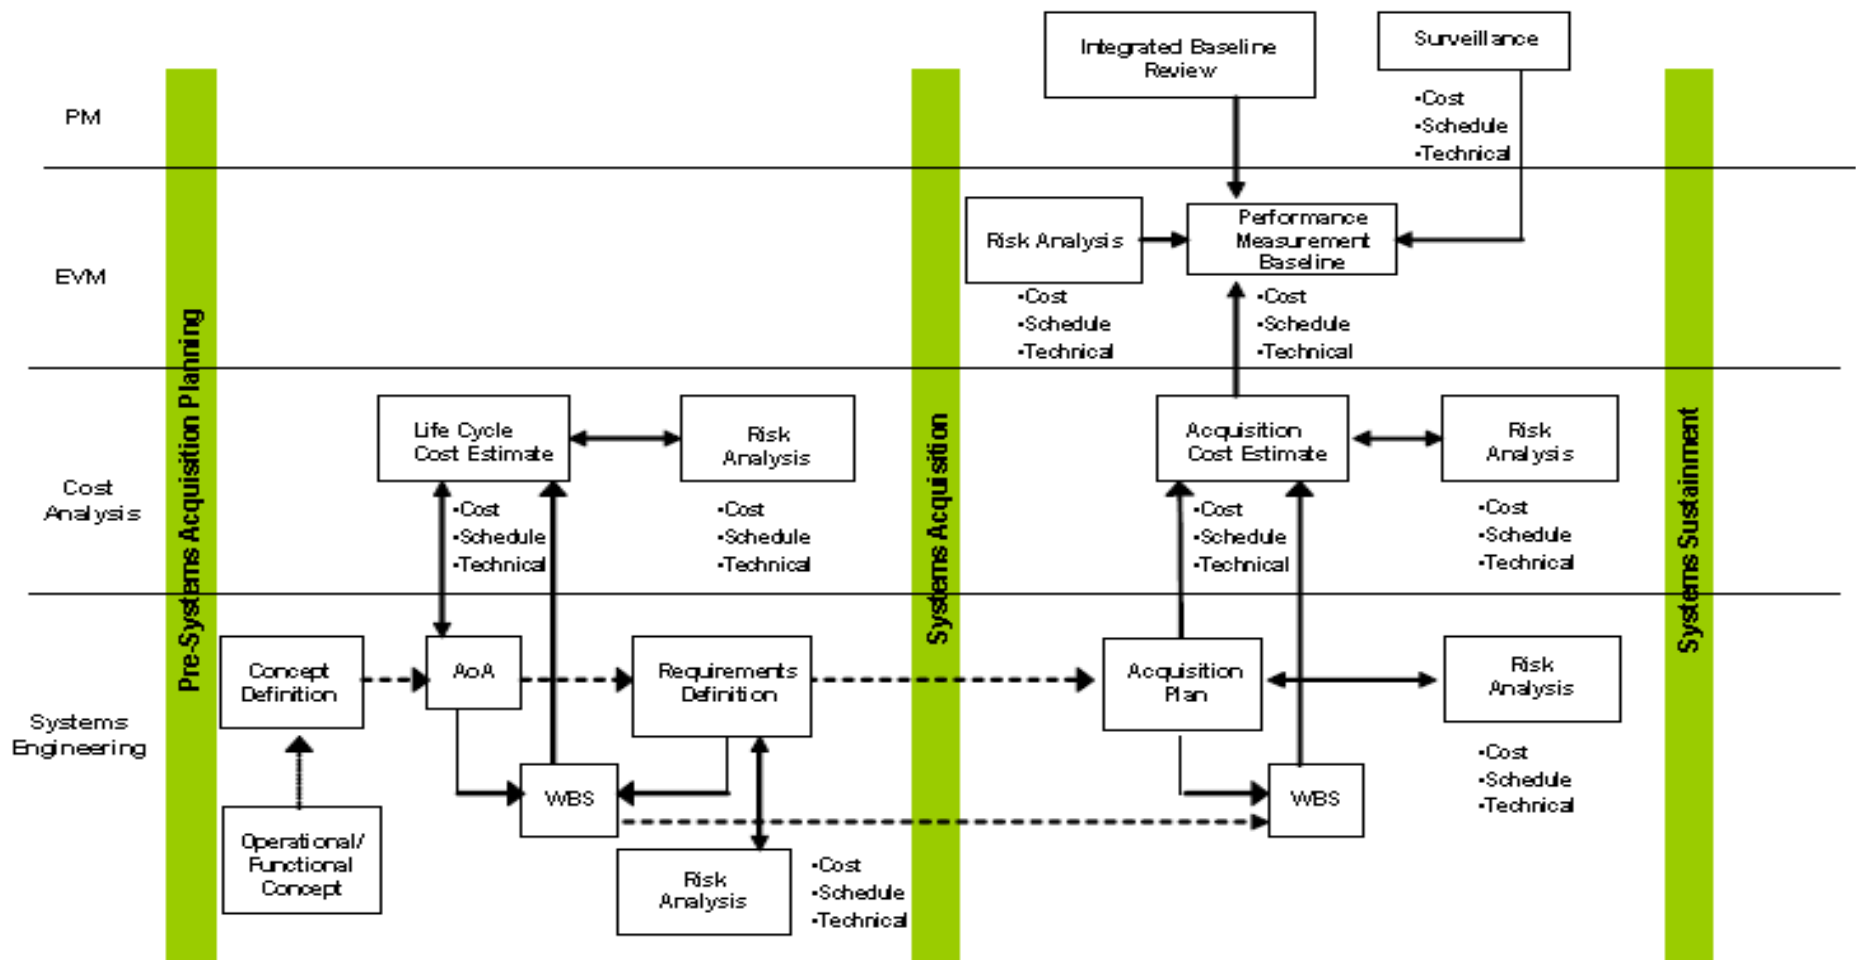 Integrated Baseline
Review
Surveillance
•Cost
•Schedule
•Technical
PM
Risk Analysis
•Cost
•Schedule
•Technical
Performance
Measurement
Baseline
•Cost
•Schedule
•Technical
EVM
Life Cycle
Cost Estimate
Risk
Analysis
•Cost
•Schedule
•Technical
•Cost
•Schedule
•Technical
Acquisition
Cost Estimate
Risk
Analysis
•Cost
•Schedule
•Technical
•Cost
•Schedule
•Technical
Cost
Analysis
Pre-Systems Acquisition Planning
Systems Acquisition
Systems Sustainment
Concept
Definition
AoA
Requirements
Definition
Acquisition
Plan
Risk
Analysis
•Cost
•Schedule
•Technical
Systems
Engineering
WBS
WBS
Operational/
Functional
Concept
Risk
Analysis
•Cost
•Schedule
•Technical